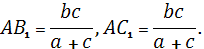 AB₁ = bc/(a + c), AC₁ = bc/(a + c).